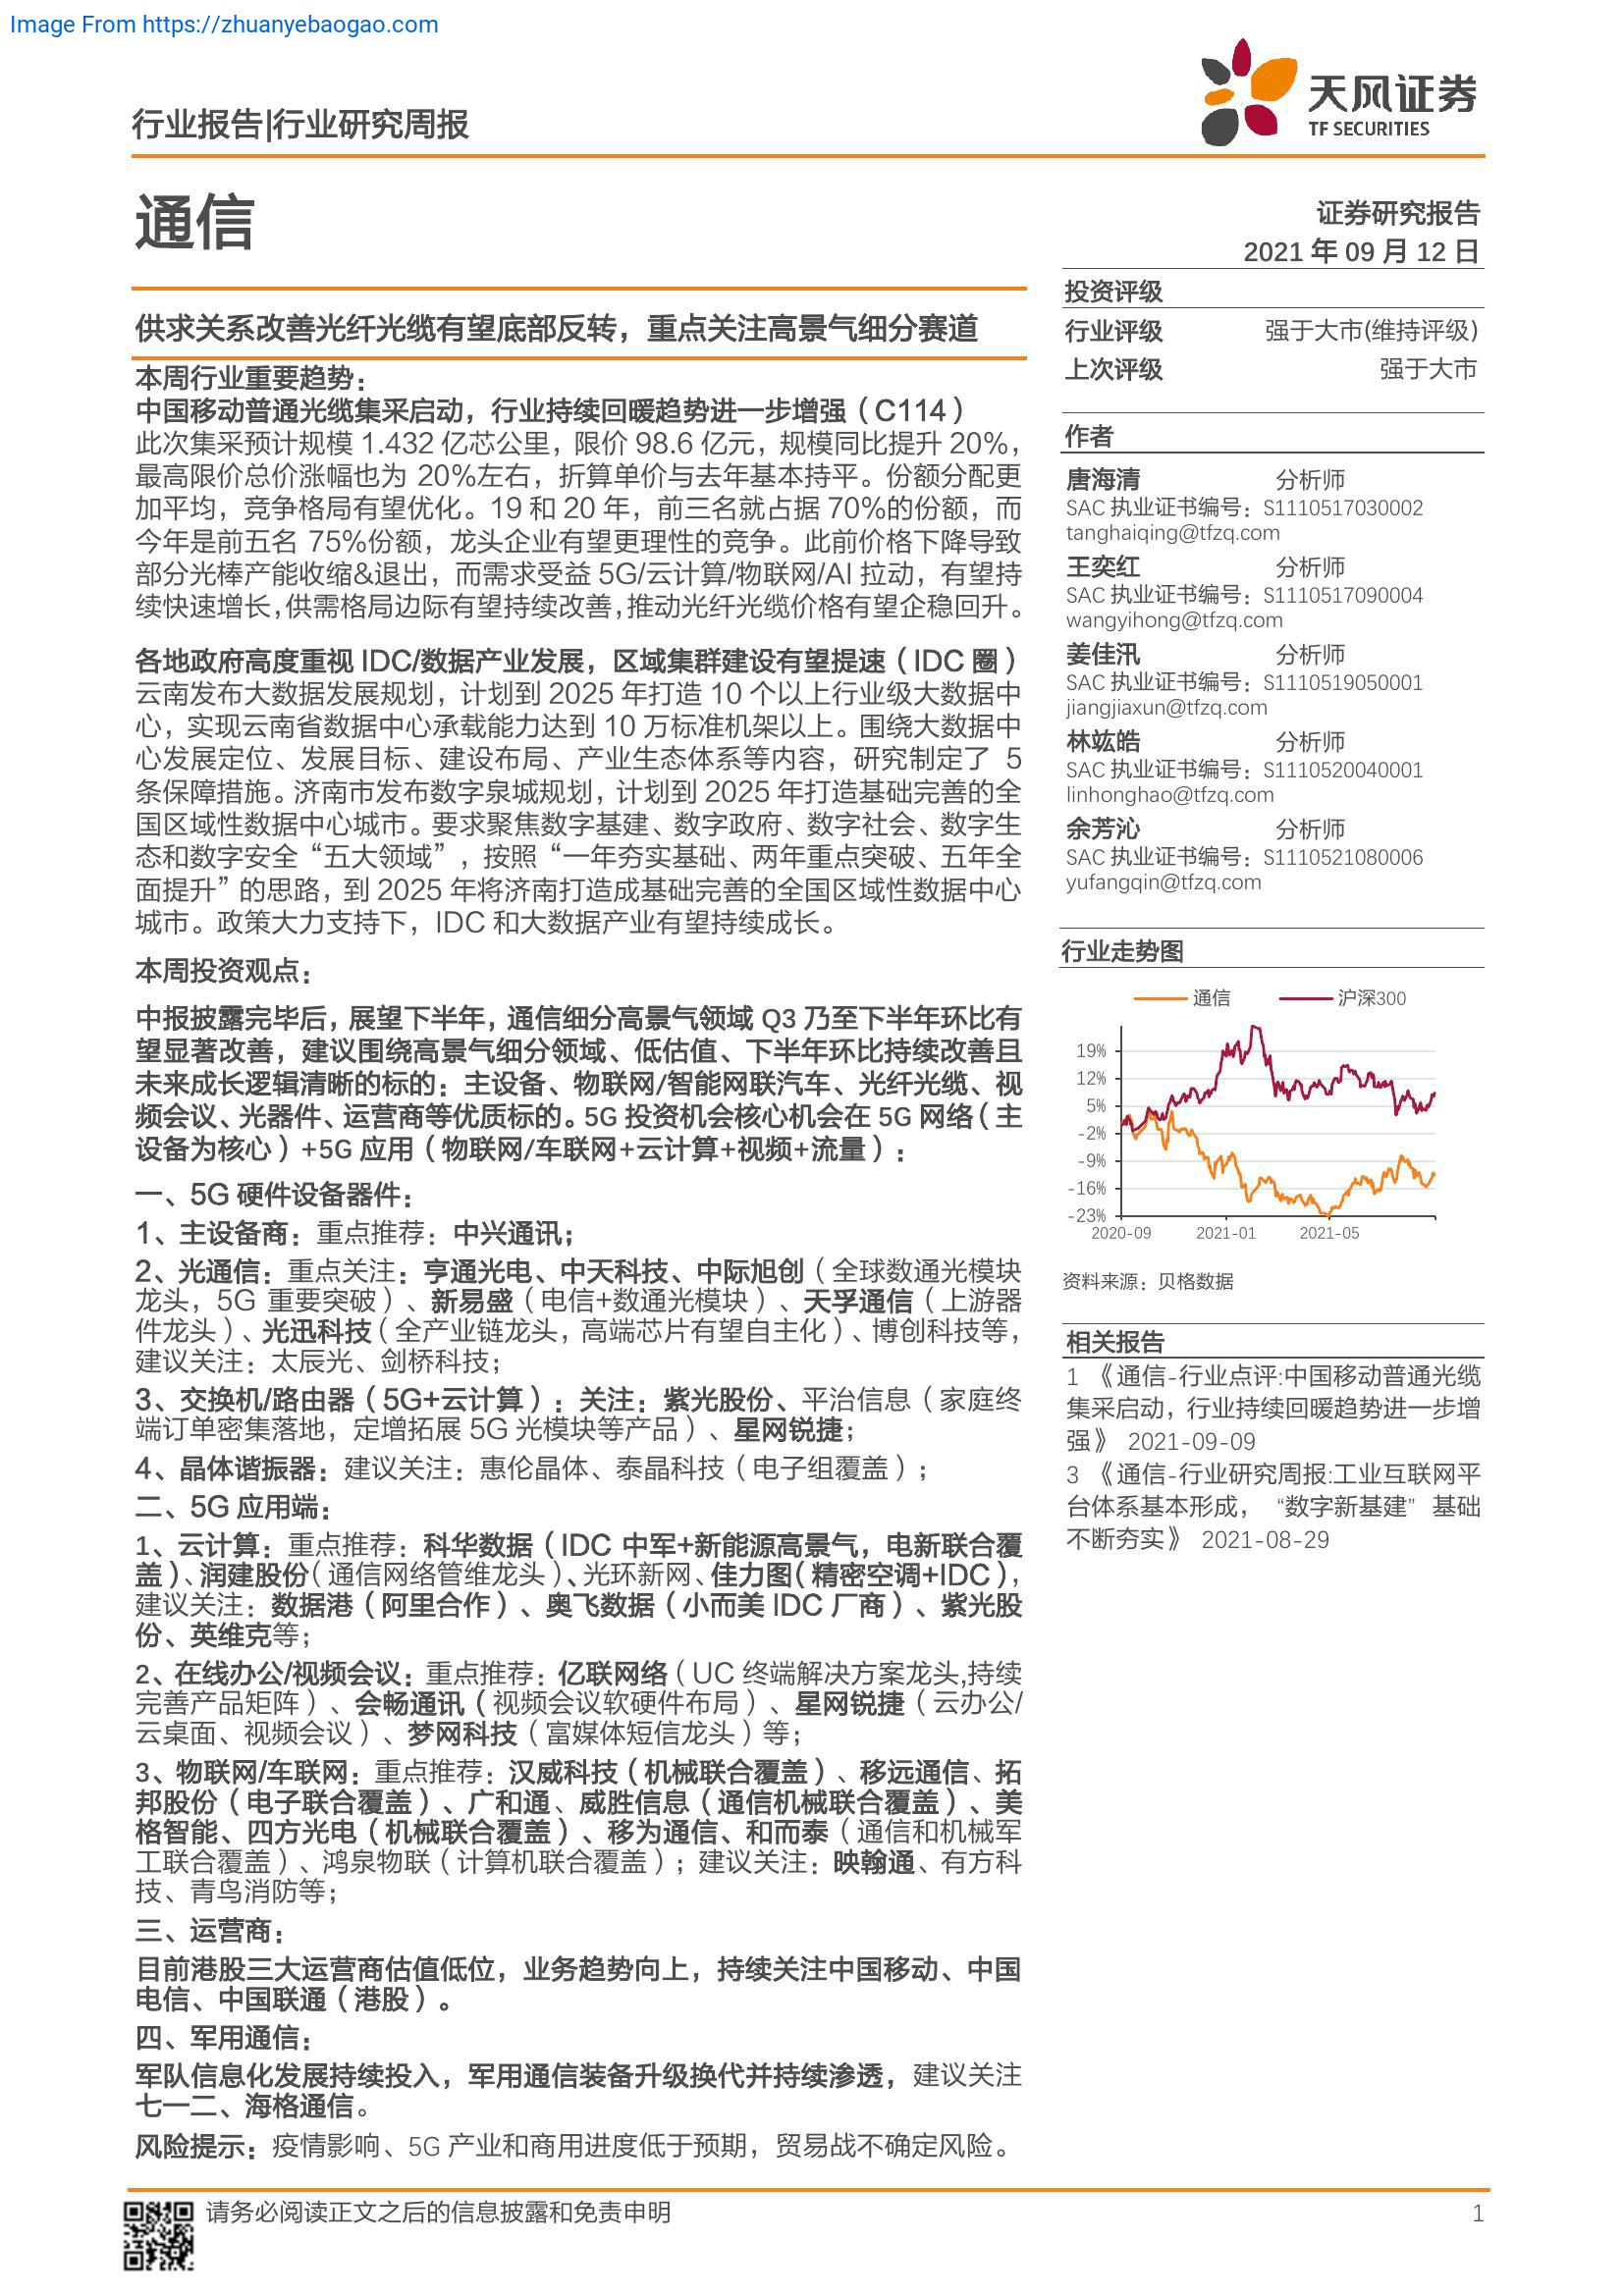 Image From https://zhuanyebaogao.com
行业报告|行业研究周报
天风证券
TF SECURITIES
通信
证券研究报告
2021 年 09 月 12 日
供求关系改善光纤光缆有望底部反转，重点关注高景气细分赛道
本周行业重要趋势：
中国移动普通光缆集采启动，行业持续回暖趋势进一步增强（C114）
此次集采预计规模 1.432 亿芯公里，限价 98.6 亿元，规模同比提升 20%，
最高限价总价涨幅也为 20%左右，折算单价与去年基本持平。份额分配更
加平均，竞争格局有望优化。19 和 20 年，前三名就占据 70%的份额，而
今年是前五名 75%份额，龙头企业有望更理性的竞争。此前价格下降导致
部分光棒产能收缩&退出，而需求受益 5G/云计算/物联网/AI 拉动，有望持
续快速增长，供需格局边际有望持续改善，推动光纤光缆价格有望企稳回升。
各地政府高度重视 IDC/数据产业发展，区域集群建设有望提速（IDC 圈）
云南发布大数据发展规划，计划到 2025 年打造 10 个以上行业级大数据中
心，实现云南省数据中心承载能力达到 10 万标准机架以上。围绕大数据中
心发展定位、发展目标、建设布局、产业生态体系等内容，研究制定了 5
条保障措施。济南市发布数字泉城规划，计划到 2025 年打造基础完善的全
国区域性数据中心城市。要求聚焦数字基建、数字政府、数字社会、数字生
态和数字安全“五大领域”，按照“一年夯实基础、两年重点突破、五年全
面提升”的思路，到 2025 年将济南打造成基础完善的全国区域性数据中心
城市。政策大力支持下，IDC 和大数据产业有望持续成长。
本周投资观点：
中报披露完毕后，展望下半年，通信细分高景气领域 Q3 乃至下半年环比有
望显著改善，建议围绕高景气细分领域、低估值、下半年环比持续改善且
未来成长逻辑清晰的标的：主设备、物联网/智能网联汽车、光纤光缆、视
频会议、光器件、运营商等优质标的。5G 投资机会核心机会在 5G 网络（主
设备为核心）+5G 应用（物联网/车联网+云计算+视频+流量）：
一、5G 硬件设备器件：
1、主设备商：重点推荐：中兴通讯；
2、光通信：重点关注：亨通光电、中天科技、中际旭创（全球数通光模块
龙头，5G 重要突破）、新易盛（电信+数通光模块）、天孚通信（上游器
件龙头）、光迅科技（全产业链龙头，高端芯片有望自主化）、博创科技等，
建议关注：太辰光、剑桥科技；
3、交换机/路由器（5G+云计算）：关注：紫光股份、平治信息（家庭终
端订单密集落地，定增拓展 5G 光模块等产品）、星网锐捷；
4、晶体谐振器：建议关注：惠伦晶体、泰晶科技（电子组覆盖）；
二、5G 应用端：
1、云计算：重点推荐：科华数据（IDC 中军+新能源高景气，电新联合覆
盖）、润建股份（通信网络管维龙头）、光环新网、佳力图（精密空调+IDC），
建议关注：数据港（阿里合作）、奥飞数据（小而美 IDC 厂商）、紫光股
份、英维克等；
2、在线办公/视频会议：重点推荐：亿联网络（UC 终端解决方案龙头,持续
完善产品矩阵）、会畅通讯（视频会议软硬件布局）、星网锐捷（云办公/
云桌面、视频会议）、梦网科技（富媒体短信龙头）等；
3、物联网/车联网：重点推荐：汉威科技（机械联合覆盖）、移远通信、拓
邦股份（电子联合覆盖）、广和通、威胜信息（通信机械联合覆盖）、美
格智能、四方光电（机械联合覆盖）、移为通信、和而泰（通信和机械军
工联合覆盖）、鸿泉物联（计算机联合覆盖）；建议关注：映翰通、有方科
技、青鸟消防等；
三、运营商：
目前港股三大运营商估值低位，业务趋势向上，持续关注中国移动、中国
电信、中国联通（港股）。
四、军用通信：
军队信息化发展持续投入，军用通信装备升级换代并持续渗透，建议关注
七一二、海格通信。
风险提示：疫情影响、5G 产业和商用进度低于预期，贸易战不确定风险。
投资评级
行业评级 强于大市(维持评级)
上次评级 强于大市
作者
唐海清 分析师
SAC 执业证书编号：S1110517030002
tanghaiqing@tfzq.com
王奕红 分析师
SAC 执业证书编号：S1110517090004
wangyihong@tfzq.com
姜佳汛 分析师
SAC 执业证书编号：S1110519050001
jiangjiaxun@tfzq.com
林竑皓 分析师
SAC 执业证书编号：S1110520040001
linhonghao@tfzq.com
余芳沁 分析师
SAC 执业证书编号：S1110521080006
yufangqin@tfzq.com
行业走势图
通信 沪深300
19%
12%
5%
-2%
-9%
-16%
-23%
2020-09 2021-01 2021-05
资料来源：贝格数据
相关报告
1 《通信-行业点评:中国移动普通光缆
集采启动，行业持续回暖趋势进一步增
强》 2021-09-09
3 《通信-行业研究周报:工业互联网平
台体系基本形成， “数字新基建” 基础
不断夯实》 2021-08-29
请务必阅读正文之后的信息披露和免责申明
1